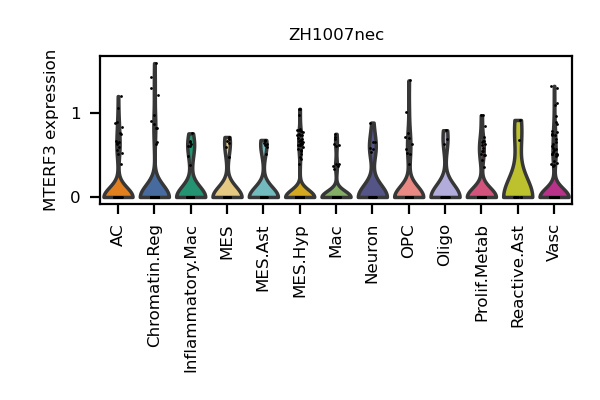 ZH1007nec
MTERF3 expression
1
0
AC
Chromatin.Reg
Inflammatory.Mac
MES
MES.Ast
MES.Hyp
Mac
Neuron
OPC
Oligo
Prolif.Metab
Reactive.Ast
Vasc